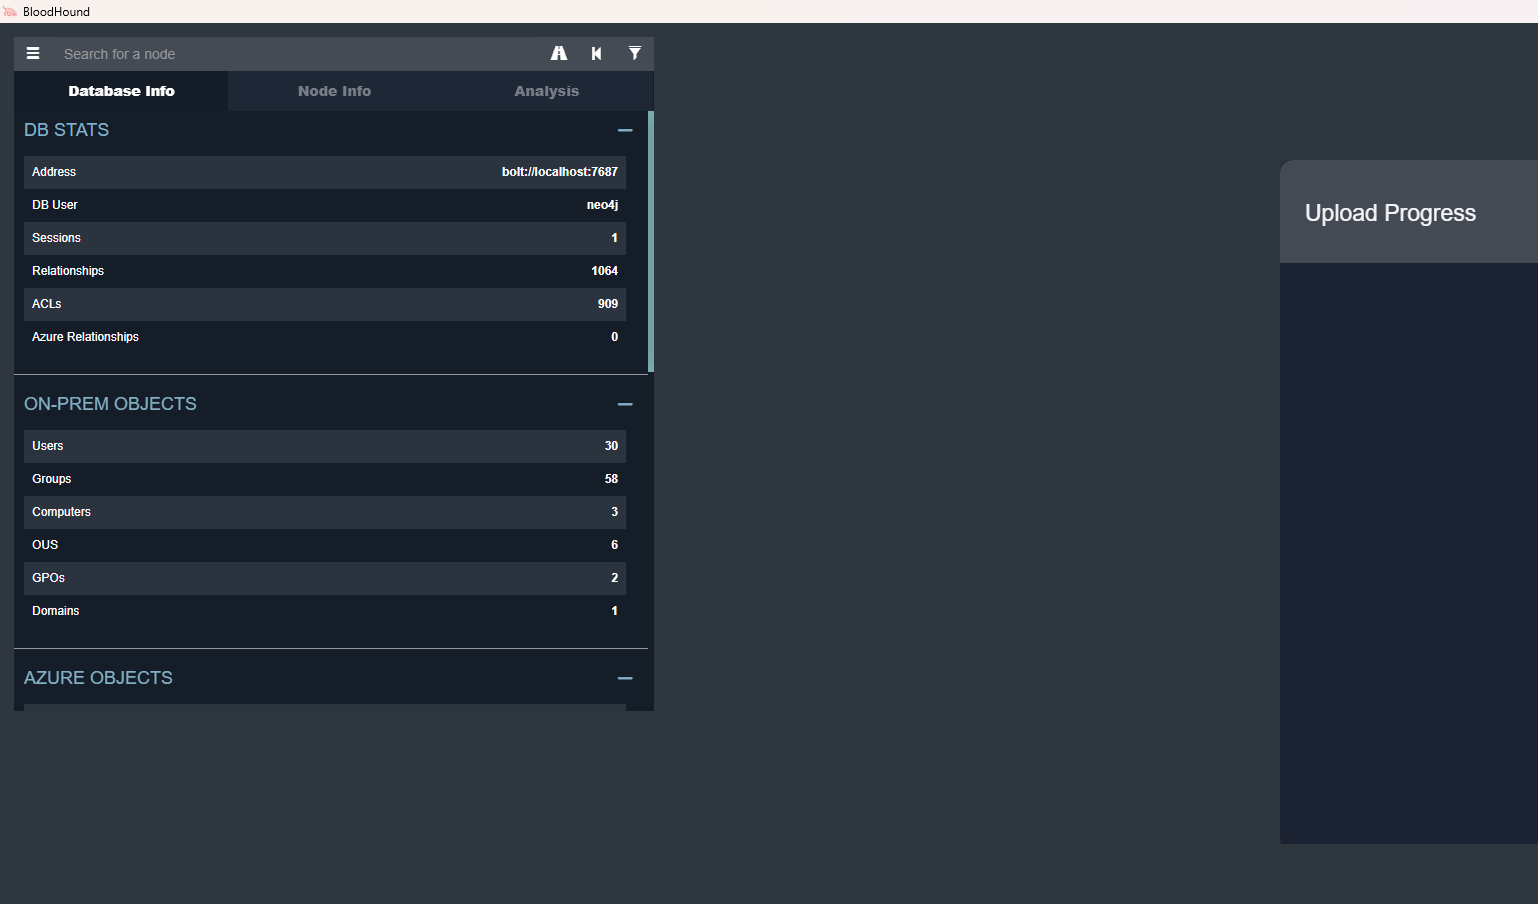 BloodHound
Search for a node
Database Info Node Info Analysis
DB STATS
Address bolt://localhost:7687
DB User neo4j
Sessions 1
Relationships 1064
ACLs 909
Azure Relationships 0
ON-PREM OBJECTS
Users 30
Groups 58
Computers 3
OUS 6
GPOs 2
Domains 1
AZURE OBJECTS
Upload Progress